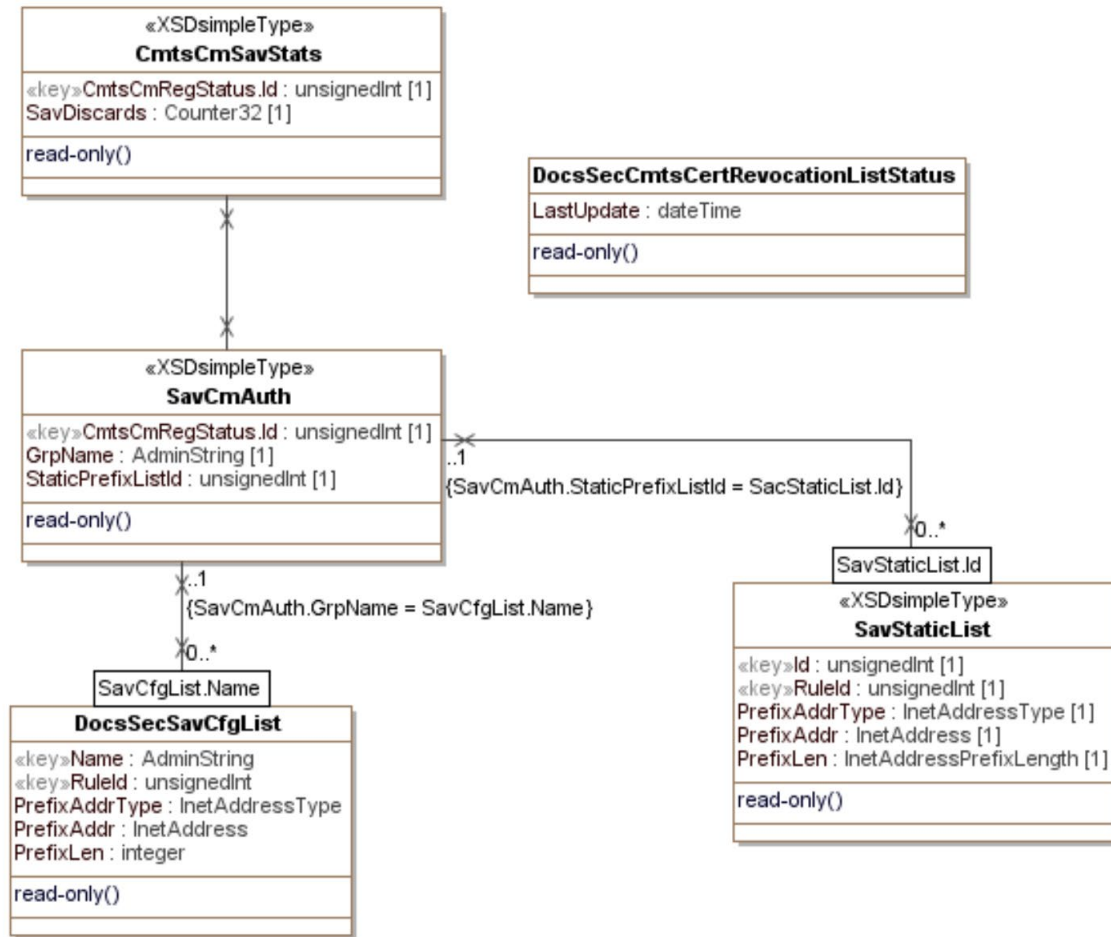 «XSDsimpleType»
CmtsCmSavStats
«key»CmtsCmRegStatus.Id : unsignedInt [1]
SavDiscards : Counter32 [1]
read-only()
DocsSecCmtsCertRevocationListStatus
LastUpdate : dateTime
read-only()
«XSDsimpleType»
SavCmAuth
«key»CmtsCmRegStatus.Id : unsignedInt [1]
GrpName : AdminString [1]
StaticPrefixListId : unsignedInt [1]
read-only()
..1
{SavCmAuth.StaticPrefixListId = SacStaticList.Id}
0..*
..1
{SavCmAuth.GrpName = SavCfgList.Name}
0..*
SavStaticList.Id
«XSDsimpleType»
SavStaticList
«key»Id : unsignedInt [1]
«key»RuleId : unsignedInt [1]
PrefixAddrType : InetAddressType [1]
PrefixAddr : InetAddress [1]
PrefixLen : InetAddressPrefixLength [1]
read-only()
SavCfgList.Name
DocsSecSavCfgList
«key»Name : AdminString
«key»RuleId : unsignedInt
PrefixAddrType : InetAddressType
PrefixAddr : InetAddress
PrefixLen : integer
read-only()